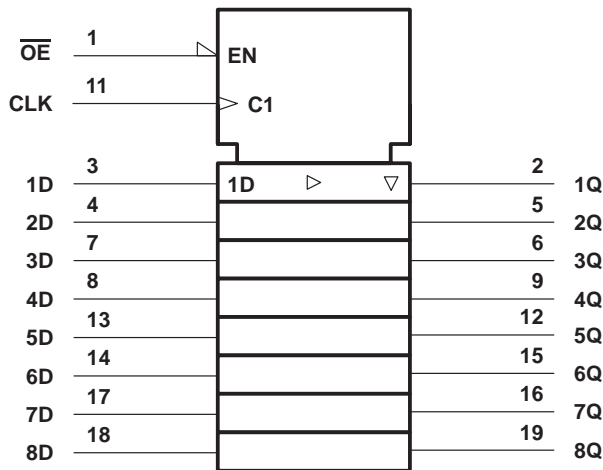 OE 1 EN
CLK 11 C1
1D 3 1D 2 1Q
2D 4 5 2Q
3D 7 6 3Q
4D 8 9 4Q
5D 13 12 5Q
6D 14 15 6Q
7D 17 16 7Q
8D 18 19 8Q